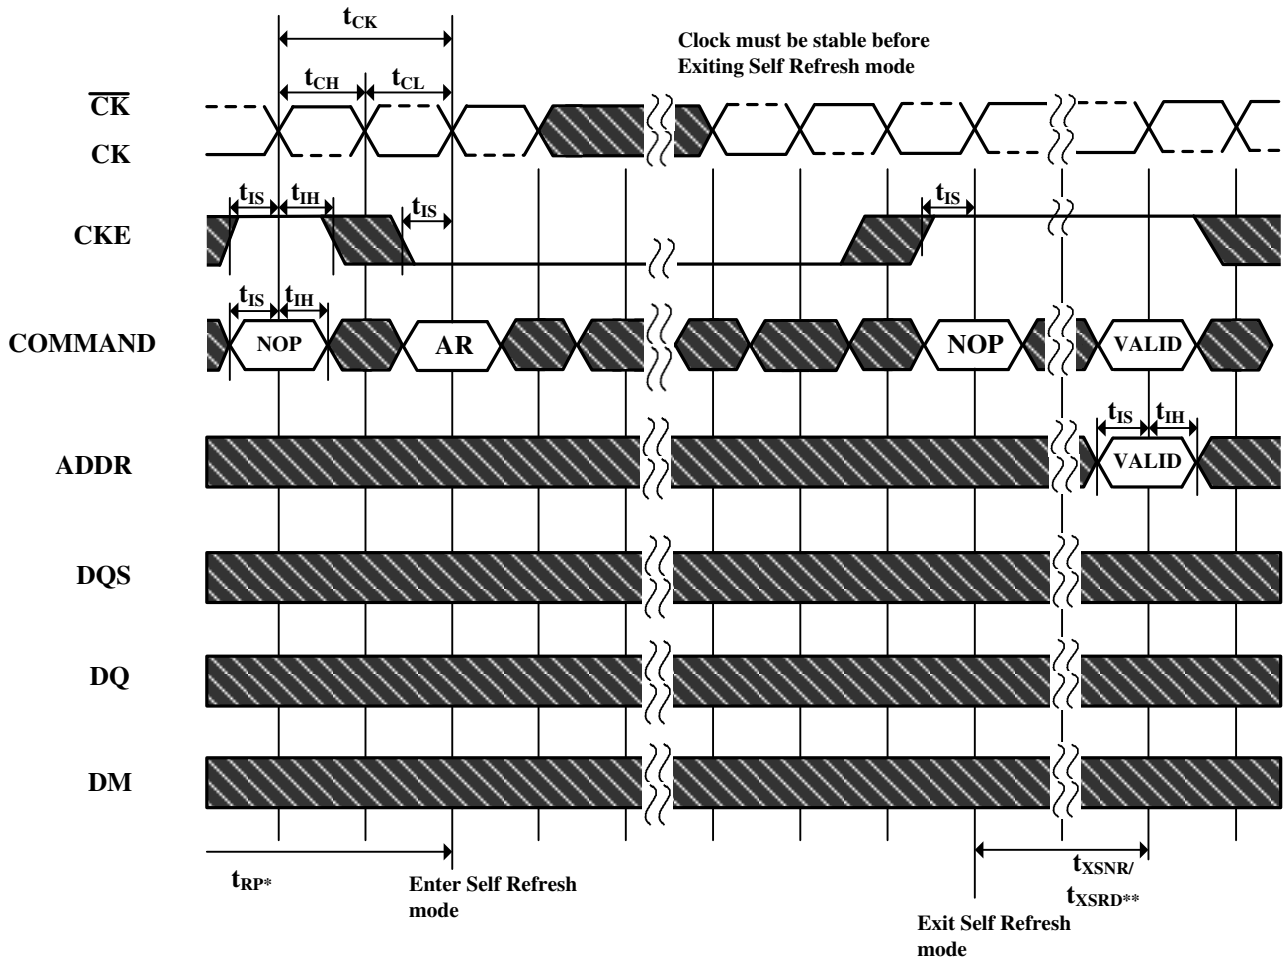 tCK
Clock must be stable before
Exiting Self Refresh mode
tCH tCL
CK
CK
tIS tIH tIS tIS
CKE
tIS tIH
COMMAND NOP AR NOP VALID
tIS tIH
ADDR VALID
DQS
DQ
DM
tRP*
Enter Self Refresh
mode
tXSNR/
tXSRD**
Exit Self Refresh
mode